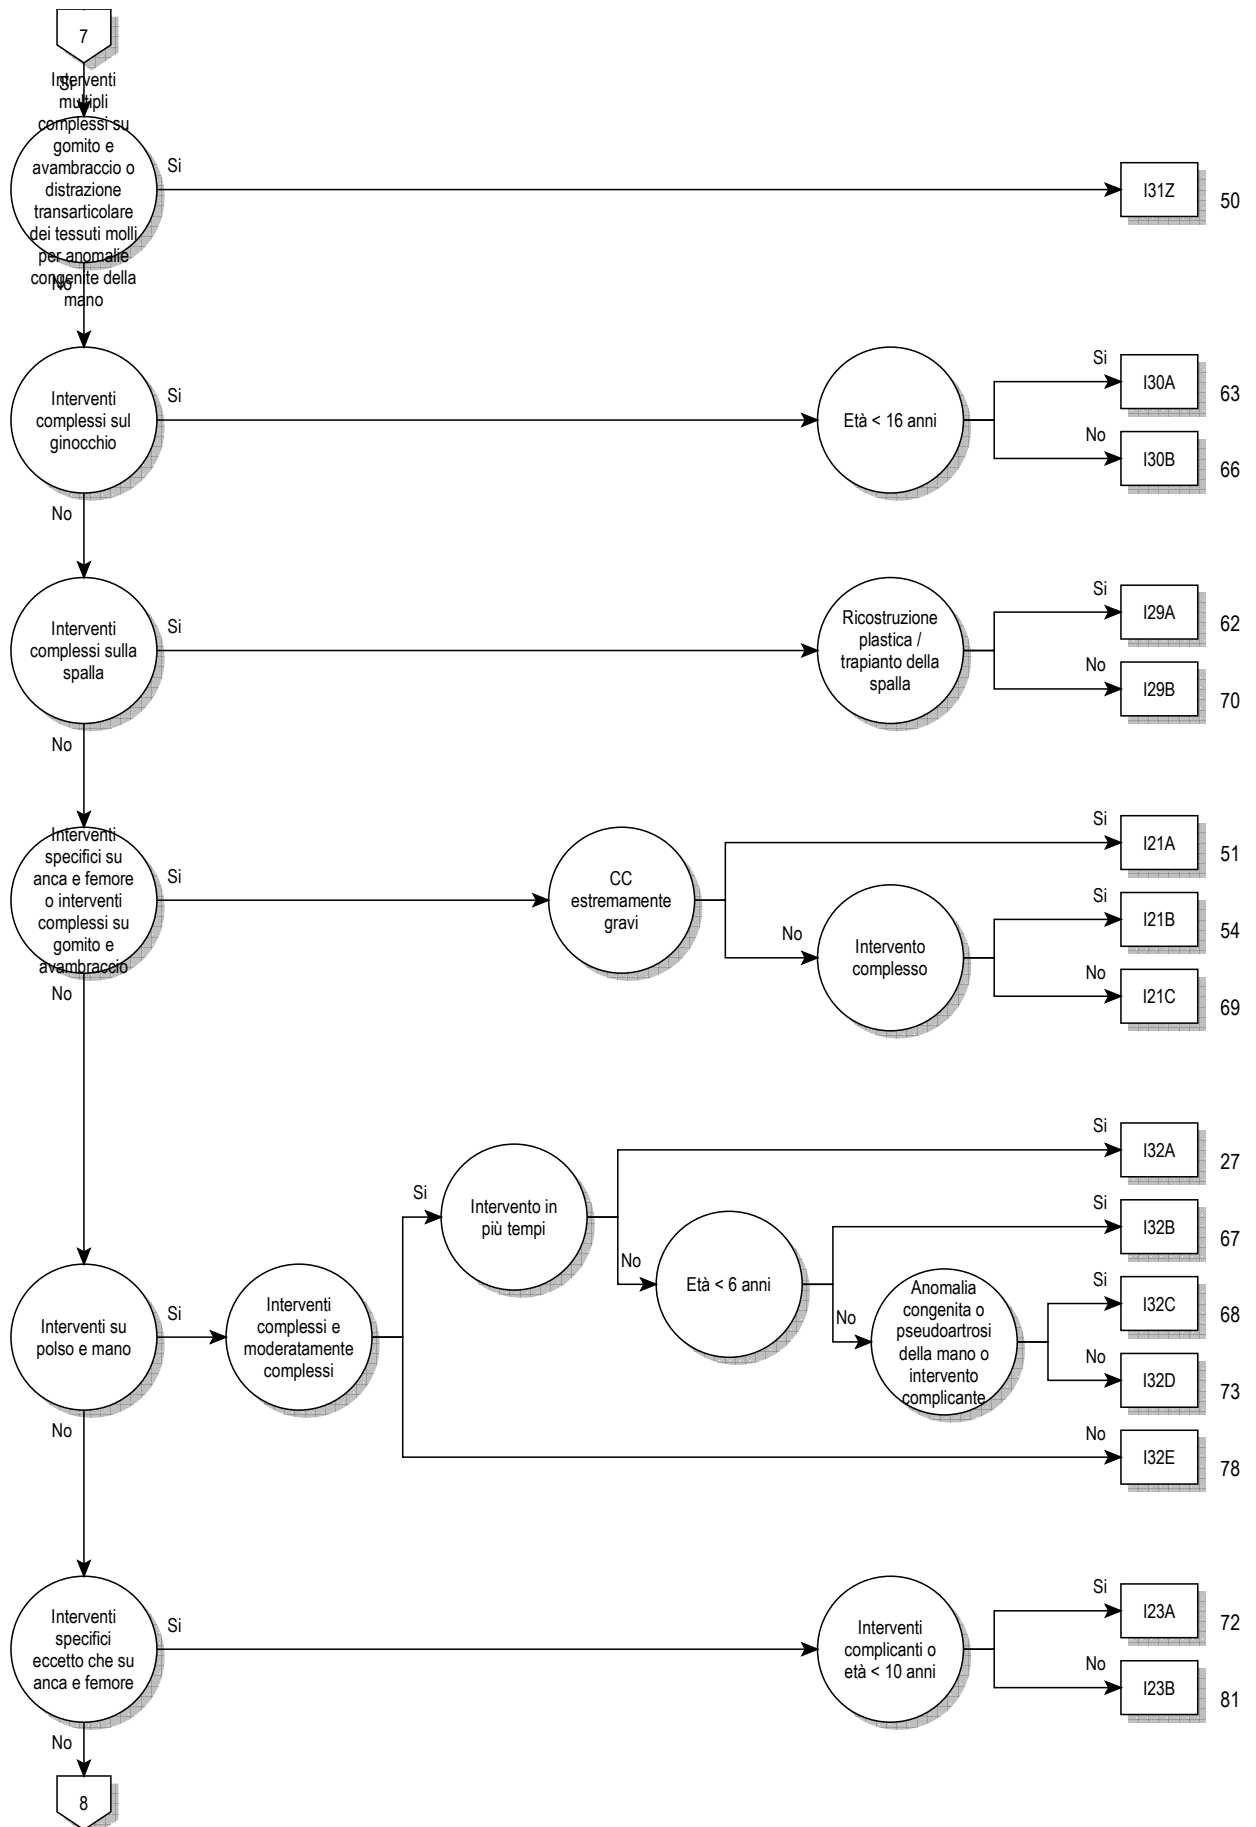 7
Si
Interventi
multipli
complessi su
gomito e
avambraccio o
distrazione
transarticolare
dei tessuti molli
per anomalie
congenite della
mano
Si
I31Z
50
No
Interventi
complessi sul
ginocchio
Si
Età < 16 anni
Si
I30A
63
No
I30B
66
No
Interventi
complessi sulla
spalla
Si
Ricostruzione
plastica /
trapianto della
spalla
Si
I29A
62
No
I29B
70
No
Interventi
specifici su
anca e femore
o interventi
complessi su
gomito e
avambraccio
Si
CC
estremamente
gravi
Si
I21A
51
No
Intervento
complesso
Si
I21B
54
No
I21C
69
No
Interventi su
polso e mano
Si
Interventi
complessi e
moderatamente
complessi
Si
Intervento in
più tempi
Si
I32A
27
No
Età < 6 anni
Si
I32B
67
No
Anomalia
congenita o
pseudoartrosi
della mano o
intervento
complicante
Si
I32C
68
No
I32D
73
No
I32E
78
No
Interventi
specifici
eccetto che su
anca e femore
Si
Interventi
complicanti o
età < 10 anni
Si
I23A
72
No
I23B
81
No
8